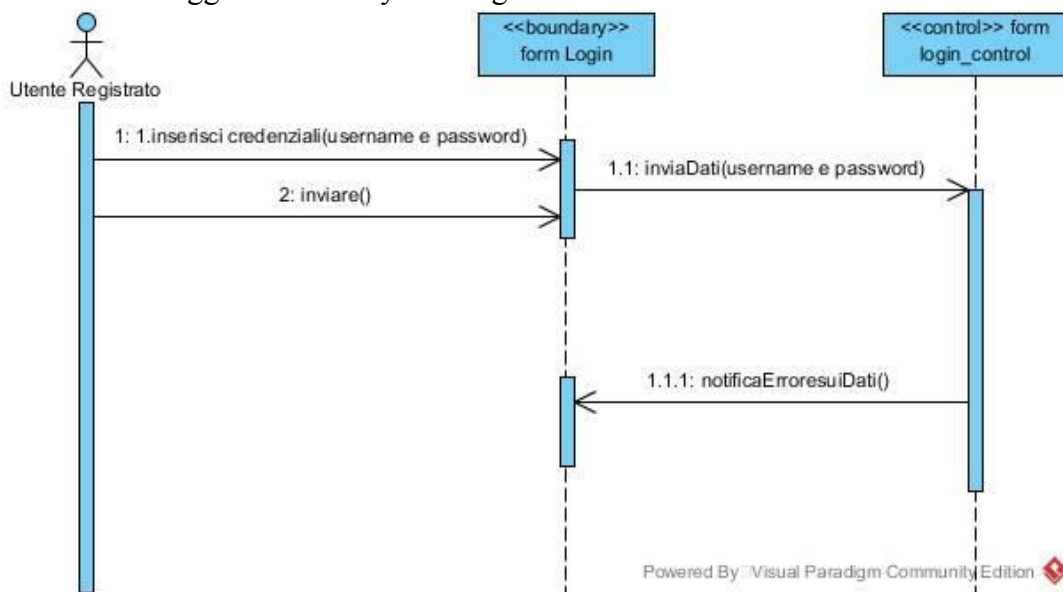 <<boundary>>
form Login
<<control>> form
login_control
Utente Registrato
1: 1.inserisci credenziali(username e password)
1.1: inviaDati(username e password)
2: inviare()
1.1.1: notificaErroresuiDati()
Powered By Visual Paradigm Community Edition